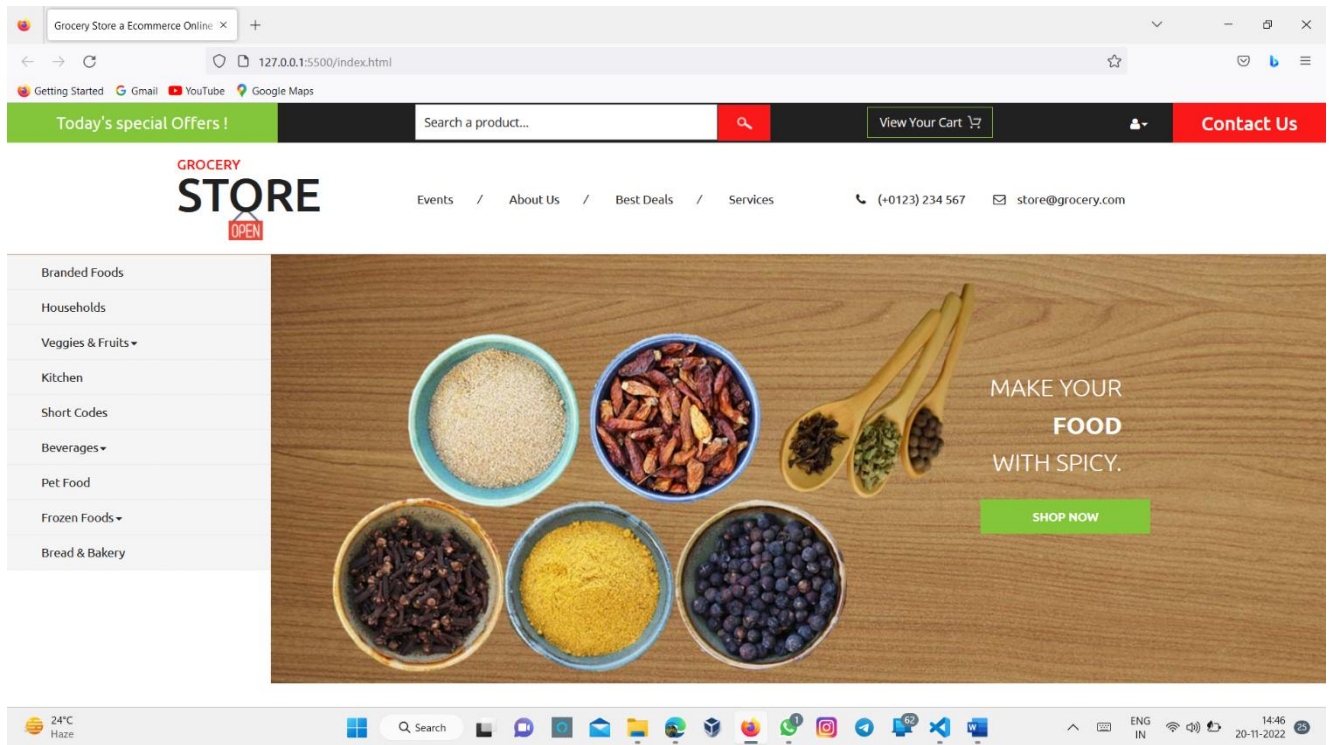 Grocery Store a Ecommerce Online
127.0.0.1:5500/index.html
Getting Started Gmail YouTube Google Maps
Today's special Offers !
Search a product...
View Your Cart
Contact Us
GROCERY
STORE
OPEN
Events / About Us / Best Deals / Services
(+0123) 234 567
store@grocery.com
Branded Foods
Households
Veggies & Fruits
Kitchen
Short Codes
Beverages
Pet Food
Frozen Foods
Bread & Bakery
MAKE YOUR
FOOD
WITH SPICY.
SHOP NOW
24°C
Haze
Search
1
62
ENG
IN
14:46
20-11-2022
25